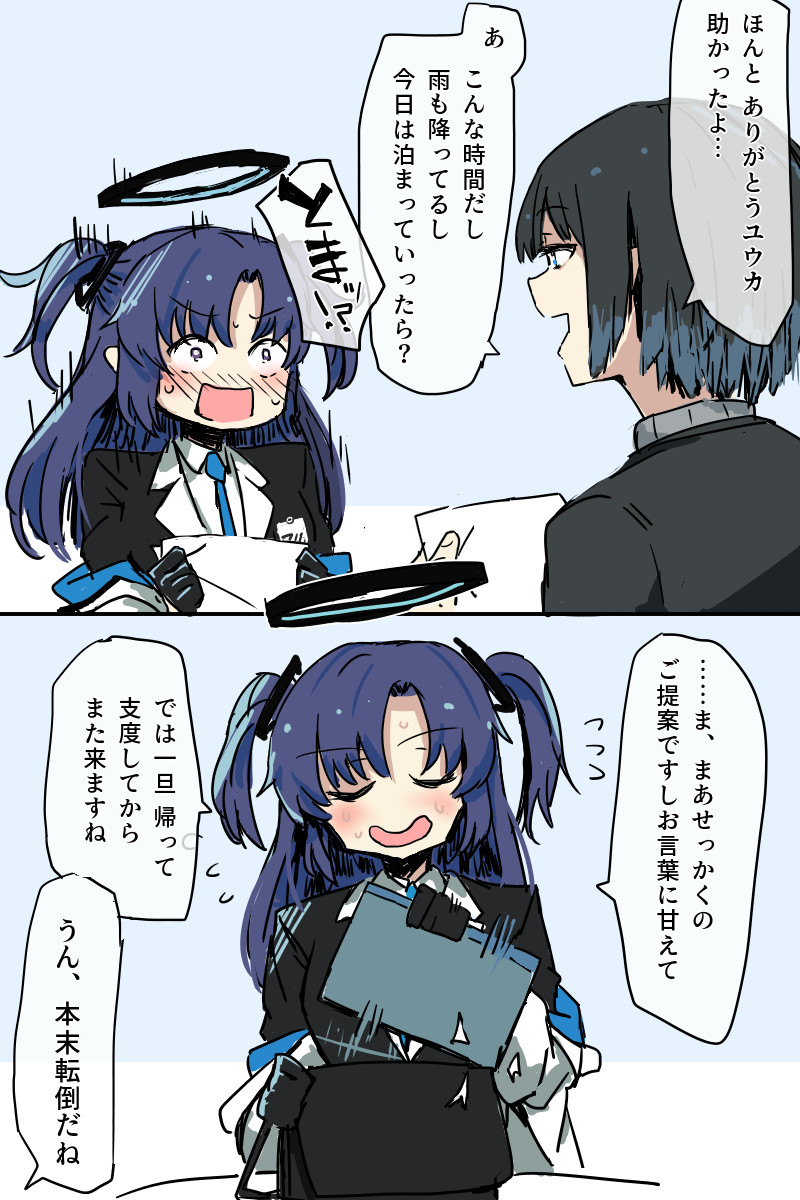 ほんと ありがとうユウカ
助かったよ…
あ
こんな時間だし
雨も降ってるし
今日は泊まっていったら？
とまっ!?
……ま、まあせっかくの
ご提案ですしお言葉に甘えて
では一旦 帰って
支度してから
また来ますね
うん、本末転倒だね